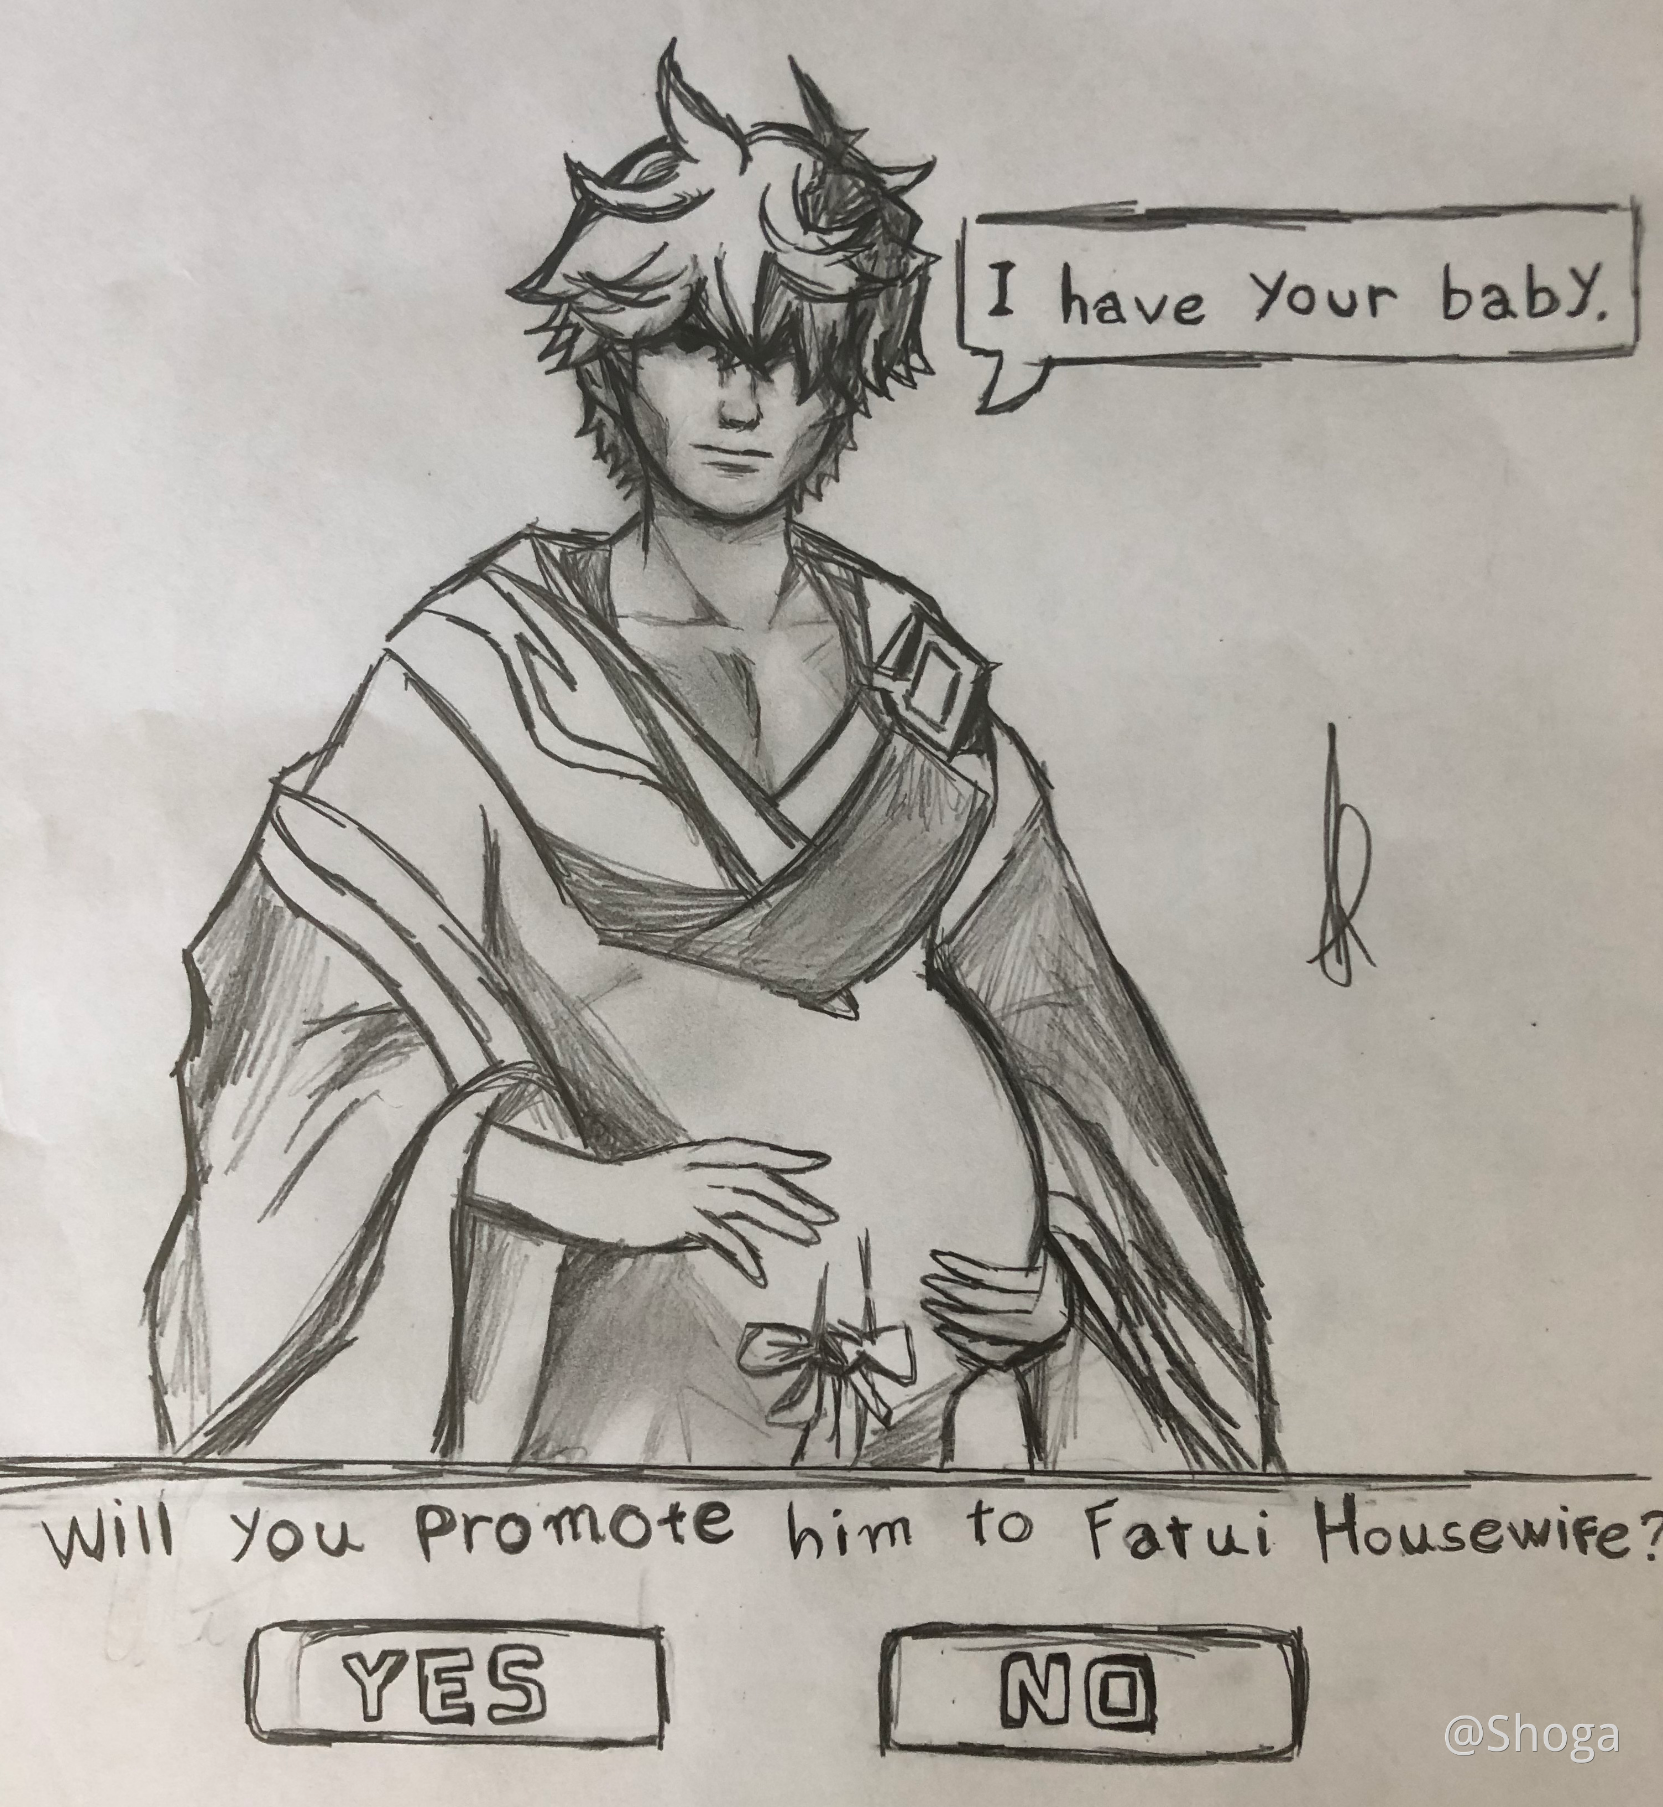 I have your baby.
Will you promote him to Fatui Housewife?
YES
NO
@Shoga